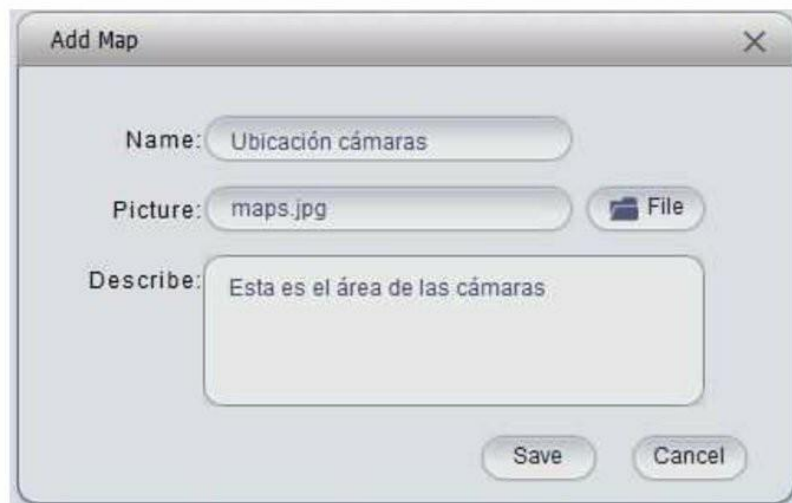 Add Map
Name: Ubicación cámaras
Picture: maps.jpg File
Describe: Esta es el área de las cámaras
Save Cancel